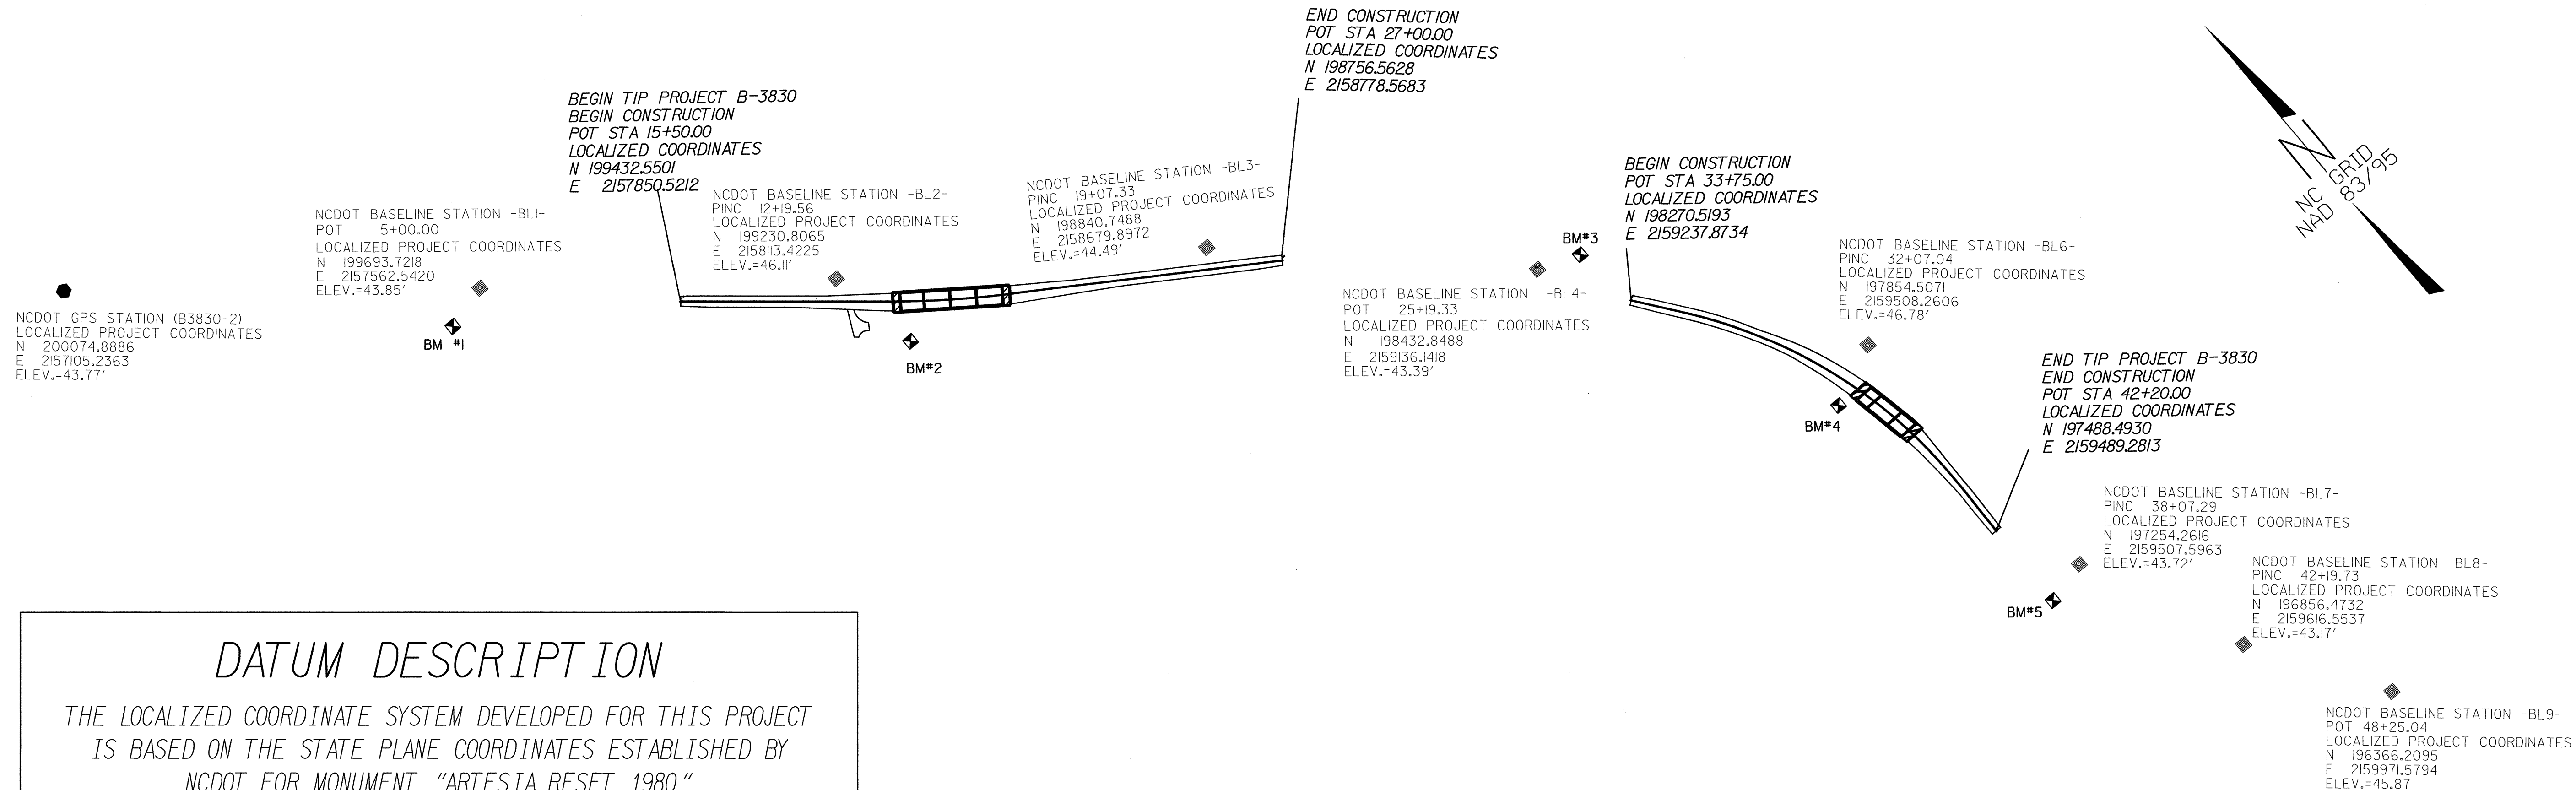 END CONSTRUCTION
POT STA 27+00.00
LOCALIZED COORDINATES
N 198756.5628
E 2158778.5683
BEGIN TIP PROJECT B-3830
BEGIN CONSTRUCTION
POT STA 15+50.00
LOCALIZED COORDINATES
N 199432.5501
E 2157850.5212
NCDOT BASELINE STATION -BL1-
POT 5+00.00
LOCALIZED PROJECT COORDINATES
N 199693.7218
E 2157562.5420
ELEV.=43.85'
NCDOT BASELINE STATION -BL2-
PINC 12+19.56
LOCALIZED PROJECT COORDINATES
N 199230.8065
E 2158113.4225
ELEV.=46.11'
NCDOT BASELINE STATION -BL3-
PINC 19+07.33
LOCALIZED PROJECT COORDINATES
N 198840.7488
E 2158679.8972
ELEV.=44.49'
BEGIN CONSTRUCTION
POT STA 33+75.00
LOCALIZED COORDINATES
N 198270.5193
E 2159237.8734
NC GRID
NAD 83/95
BM#3
NCDOT BASELINE STATION -BL6-
PINC 32+07.04
LOCALIZED PROJECT COORDINATES
N 197854.5071
E 2159508.2606
ELEV.=46.78'
NCDOT BASELINE STATION -BL4-
POT 25+19.33
LOCALIZED PROJECT COORDINATES
N 198432.8488
E 2159136.1418
ELEV.=43.39'
NCDOT GPS STATION (B3830-2)
LOCALIZED PROJECT COORDINATES
N 200074.8886
E 2157105.2363
ELEV.=43.77'
BM #1
BM#2
END TIP PROJECT B-3830
END CONSTRUCTION
POT STA 42+20.00
LOCALIZED COORDINATES
N 197488.4930
E 2159489.2813
BM#4
NCDOT BASELINE STATION -BL7-
PINC 38+07.29
LOCALIZED PROJECT COORDINATES
N 197254.2616
E 2159507.5963
ELEV.=43.72'
NCDOT BASELINE STATION -BL8-
PINC 42+19.73
LOCALIZED PROJECT COORDINATES
N 196856.4732
E 2159616.5537
ELEV.=43.17'
BM#5
NCDOT BASELINE STATION -BL9-
POT 48+25.04
LOCALIZED PROJECT COORDINATES
N 196366.2095
E 2159971.5794
ELEV.=45.87
DATUM DESCRIPTION
THE LOCALIZED COORDINATE SYSTEM DEVELOPED FOR THIS PROJECT
IS BASED ON THE STATE PLANE COORDINATES ESTABLISHED BY
NCDOT FOR MONUMENT "ARTESIA RESET 1980"